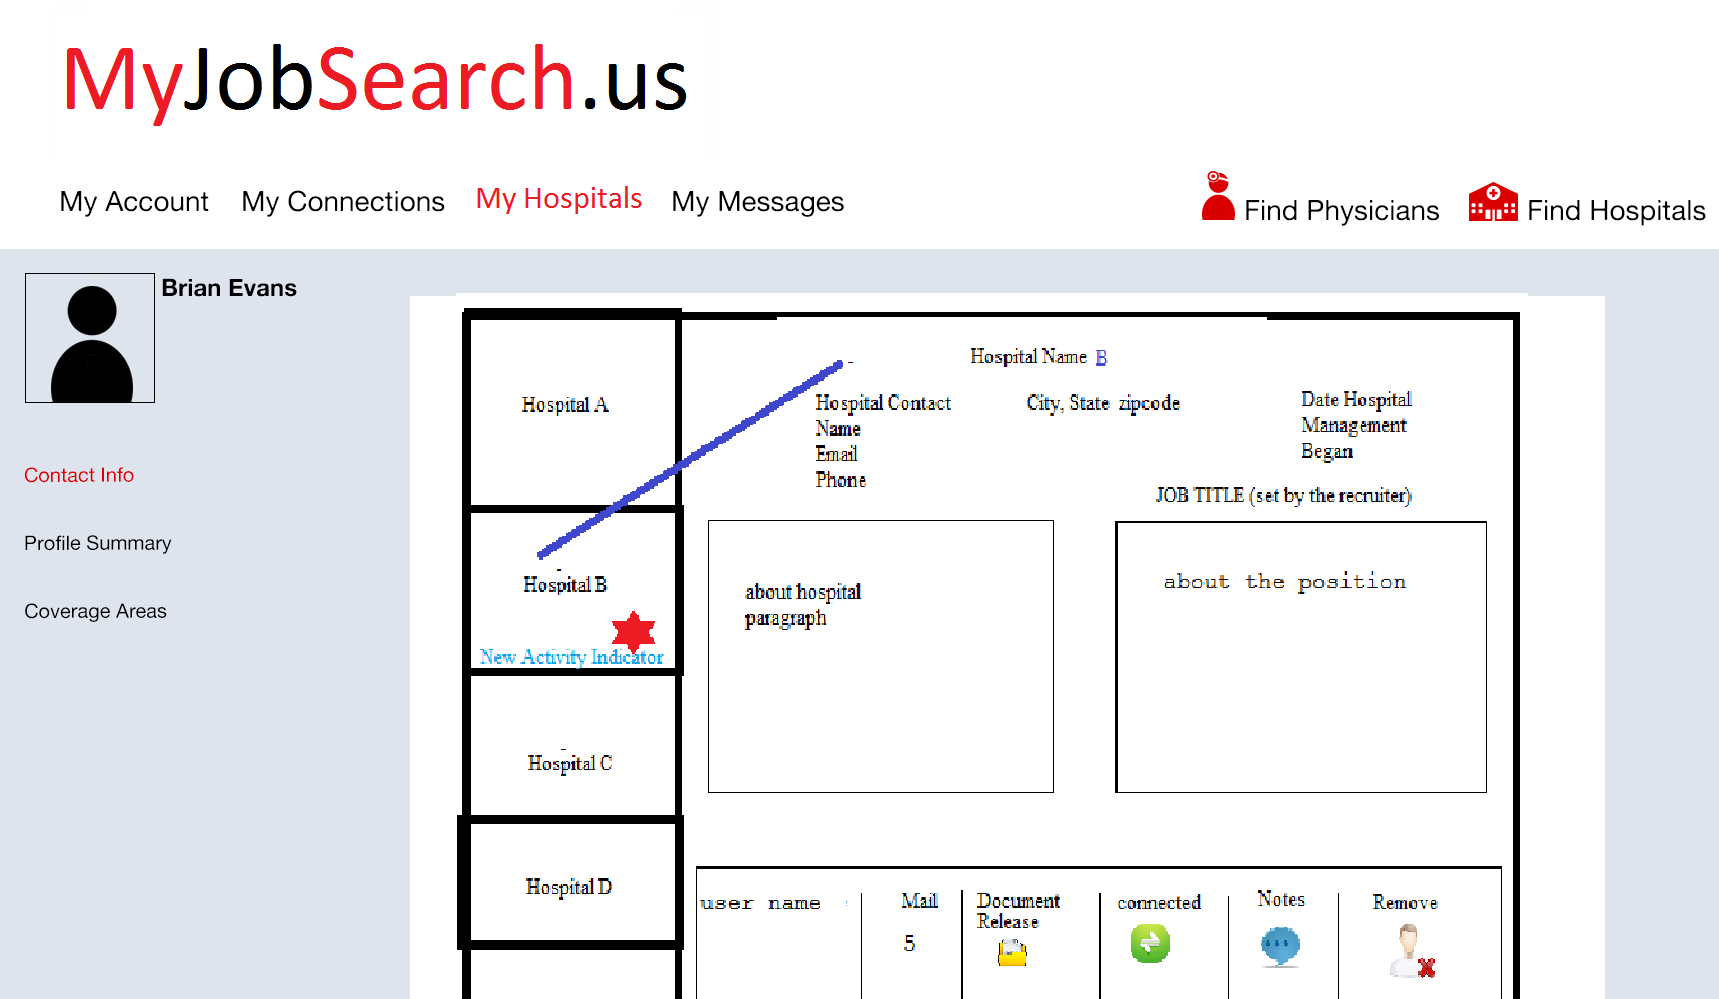 MyJobSearch.us
My Account My Connections My Hospitals My Messages
Find Physicians Find Hospitals
Brian Evans
Contact Info
Profile Summary
Coverage Areas
Hospital A
Hospital B
New Activity Indicator
Hospital C
Hospital D
Hospital Name B
Hospital Contact
Name
Email
Phone
City, State zipcode
Date Hospital
Management
Began
JOB TITLE (set by the recruiter)
about hospital
paragraph
about the position
user name
Mail
5
Document
Release
connected
Notes
Remove